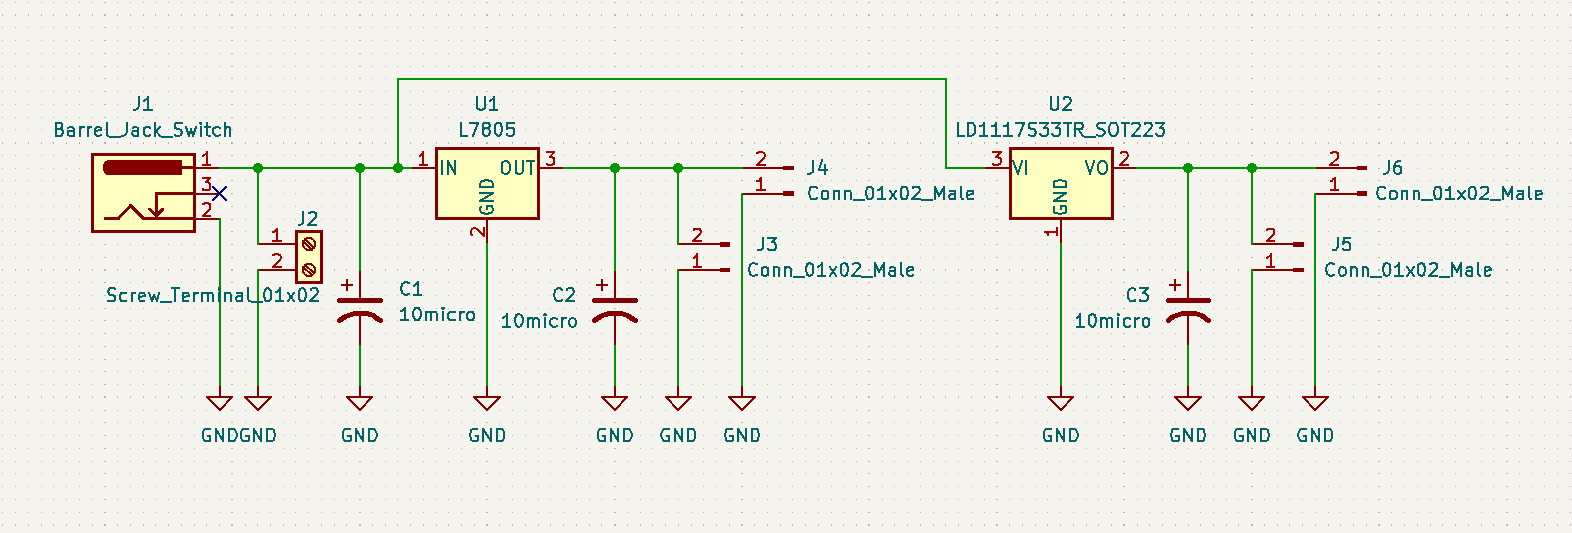 J1
Barrel_Jack_Switch
1
3
2
J2
1
2
Screw_Terminal_01x02
+
C1
10micro
U1
L7805
1
IN
OUT
3
GND
2
+
C2
10micro
2
J4
1
Conn_01x02_Male
2
J3
1
Conn_01x02_Male
U2
LD1117S33TR_SOT223
3
VI
VO
2
GND
1
+
C3
10micro
2
J6
1
Conn_01x02_Male
2
J5
1
Conn_01x02_Male
GND
GND
GND
GND
GND
GND
GND
GND
GND
GND
GND